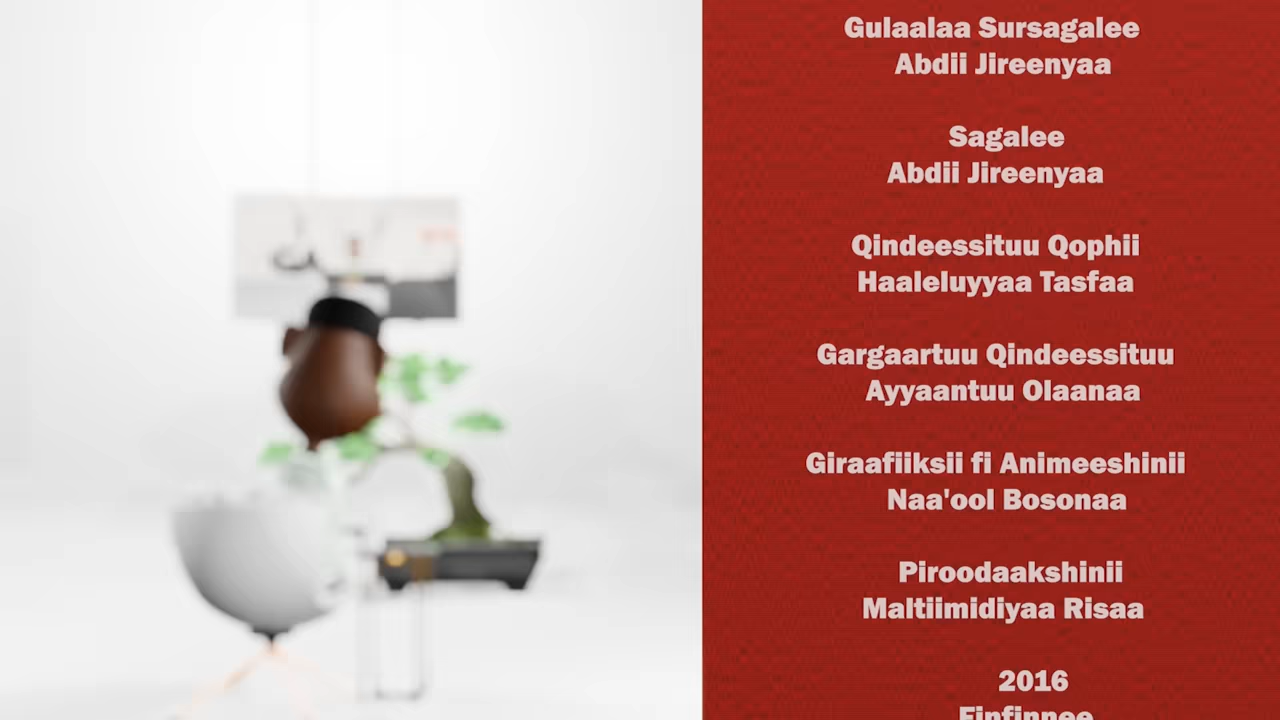 Gulaalaa Sursagalee
Abdii Jireenyaa
Sagalee
Abdii Jireenyaa
Qindeessituu Qophii
Haaleluyyaa Tasfaa
Gargaartuu Qindeessituu
Ayyaantuu Olaanaa
Giraafiiksii fi Animeeshinii
Naa'ool Bosonaa
Piroodaakshinii
Maltiimidiyaa Risaa
2016
Finfinnee